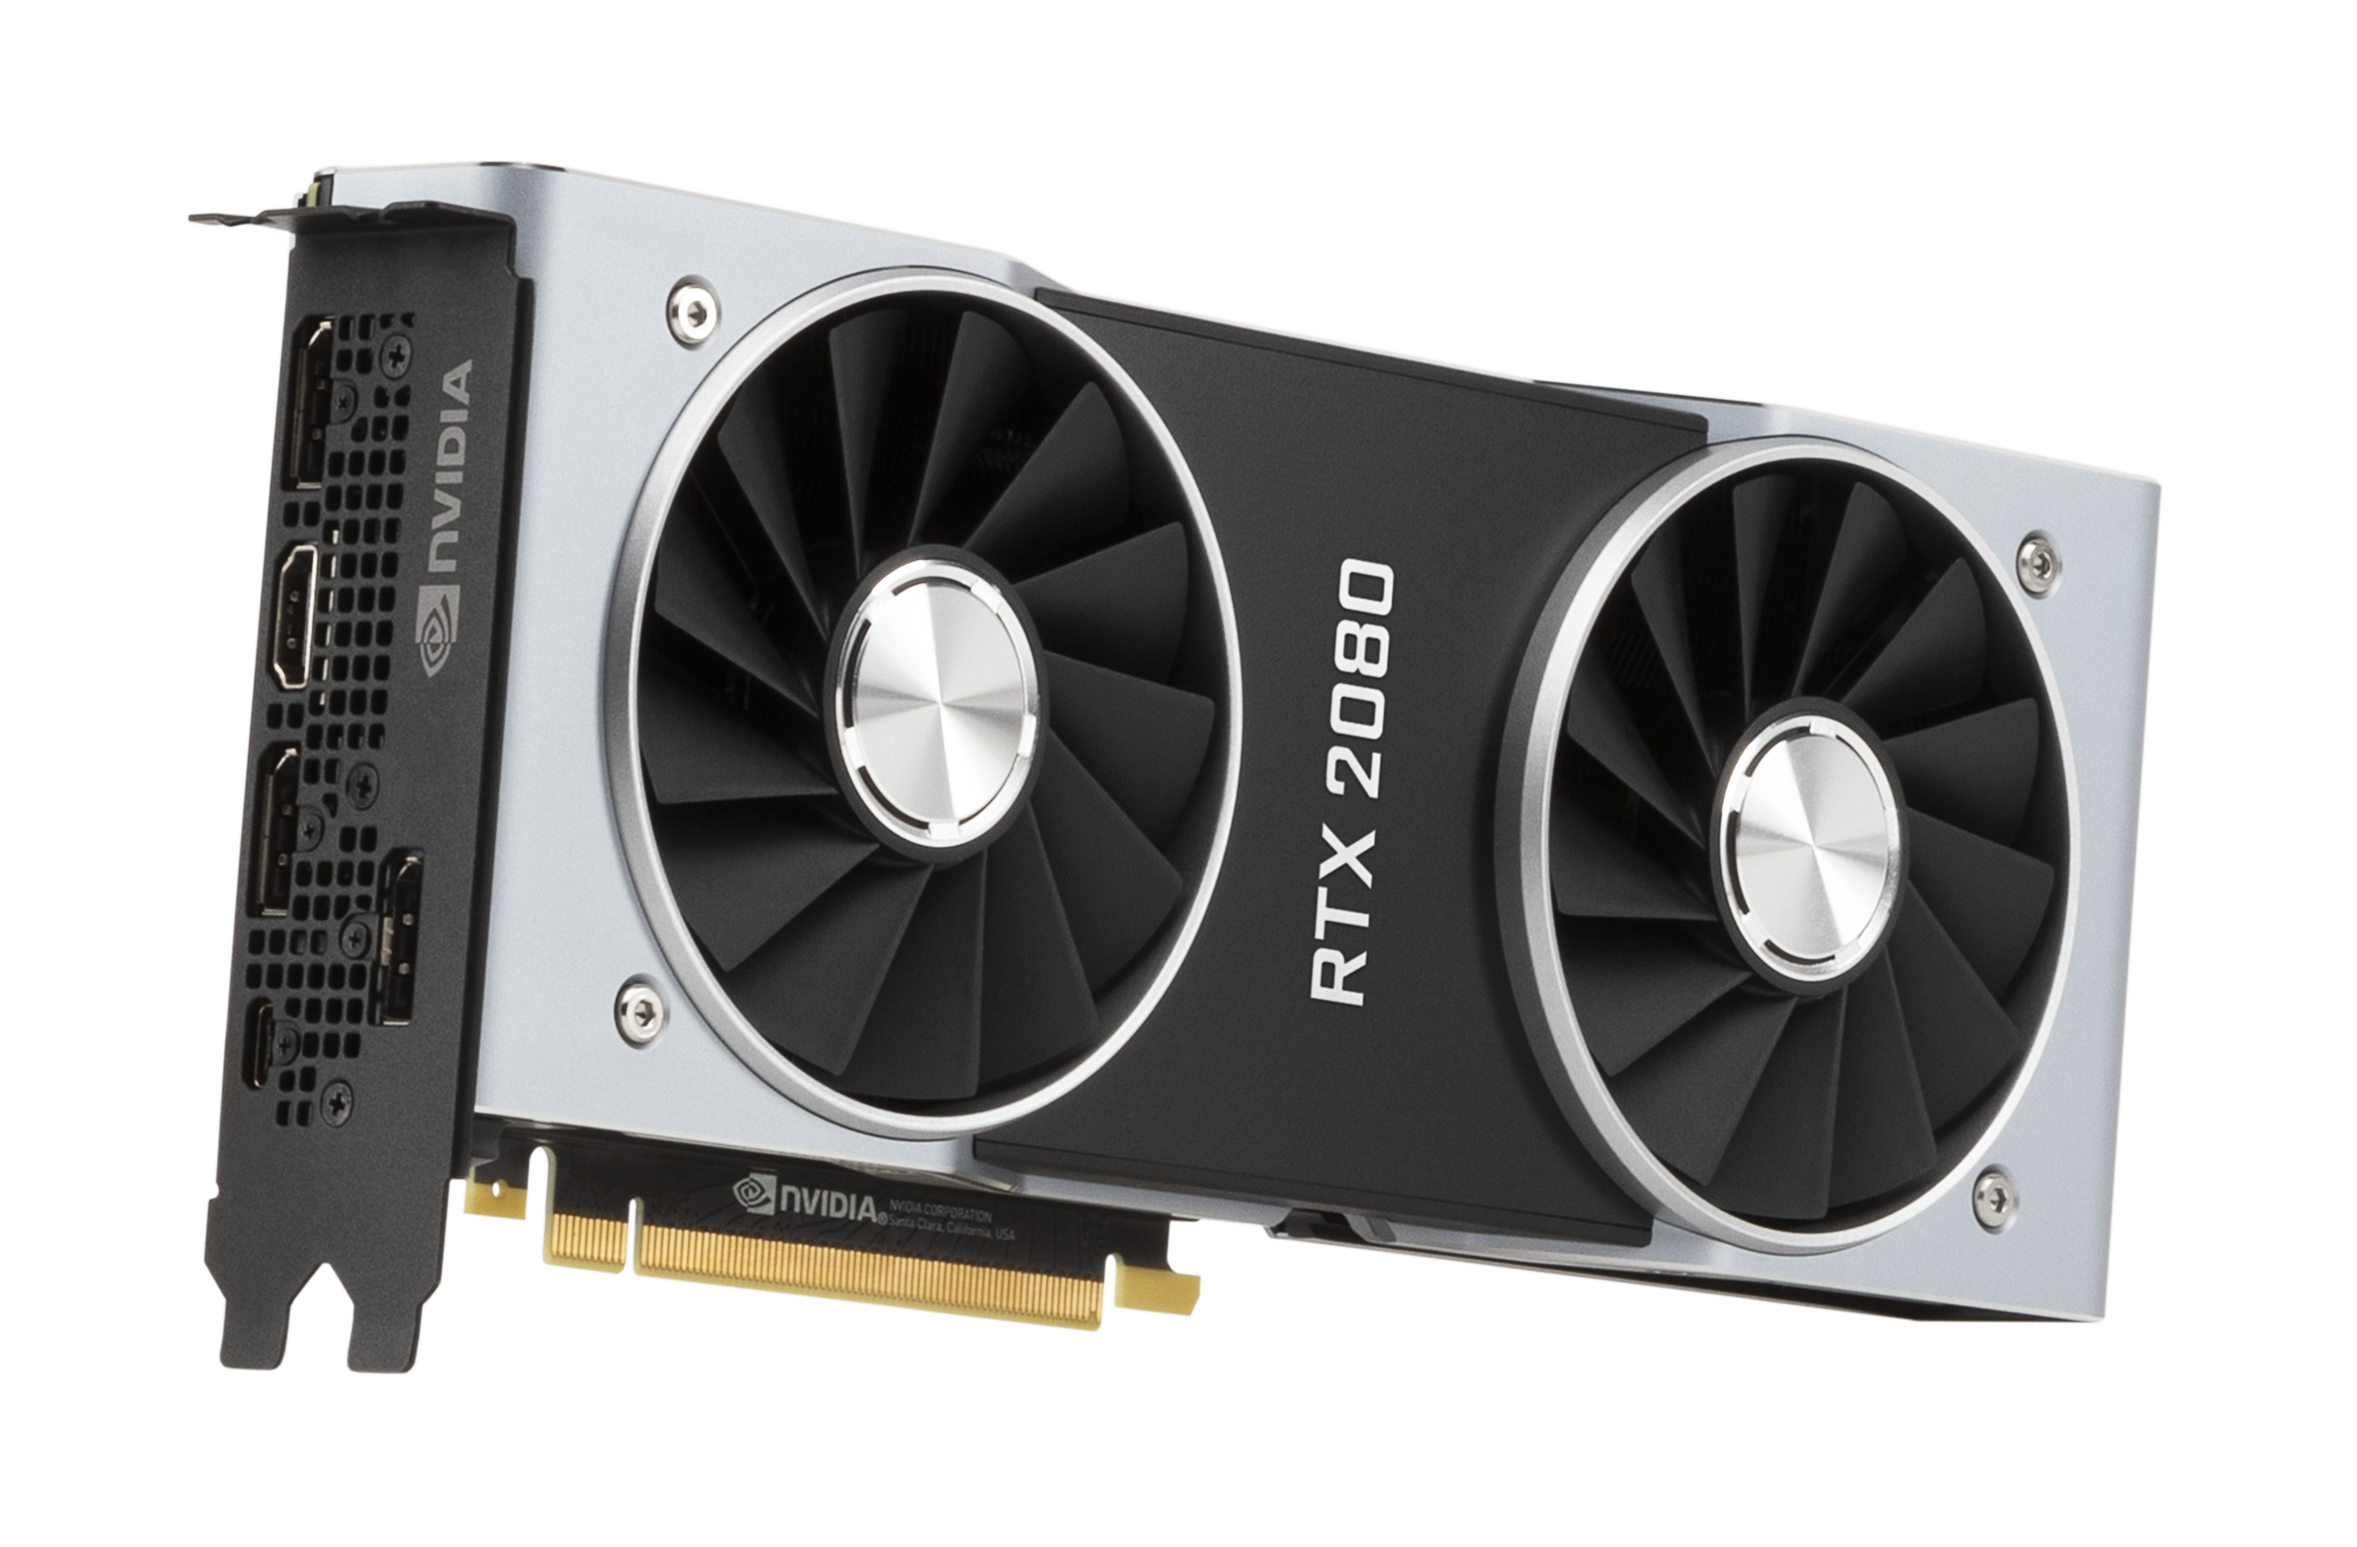 NVIDIA
RTX 2080
NVIDIA®
NVIDIA CORPORATION
Santa Clara, California, USA